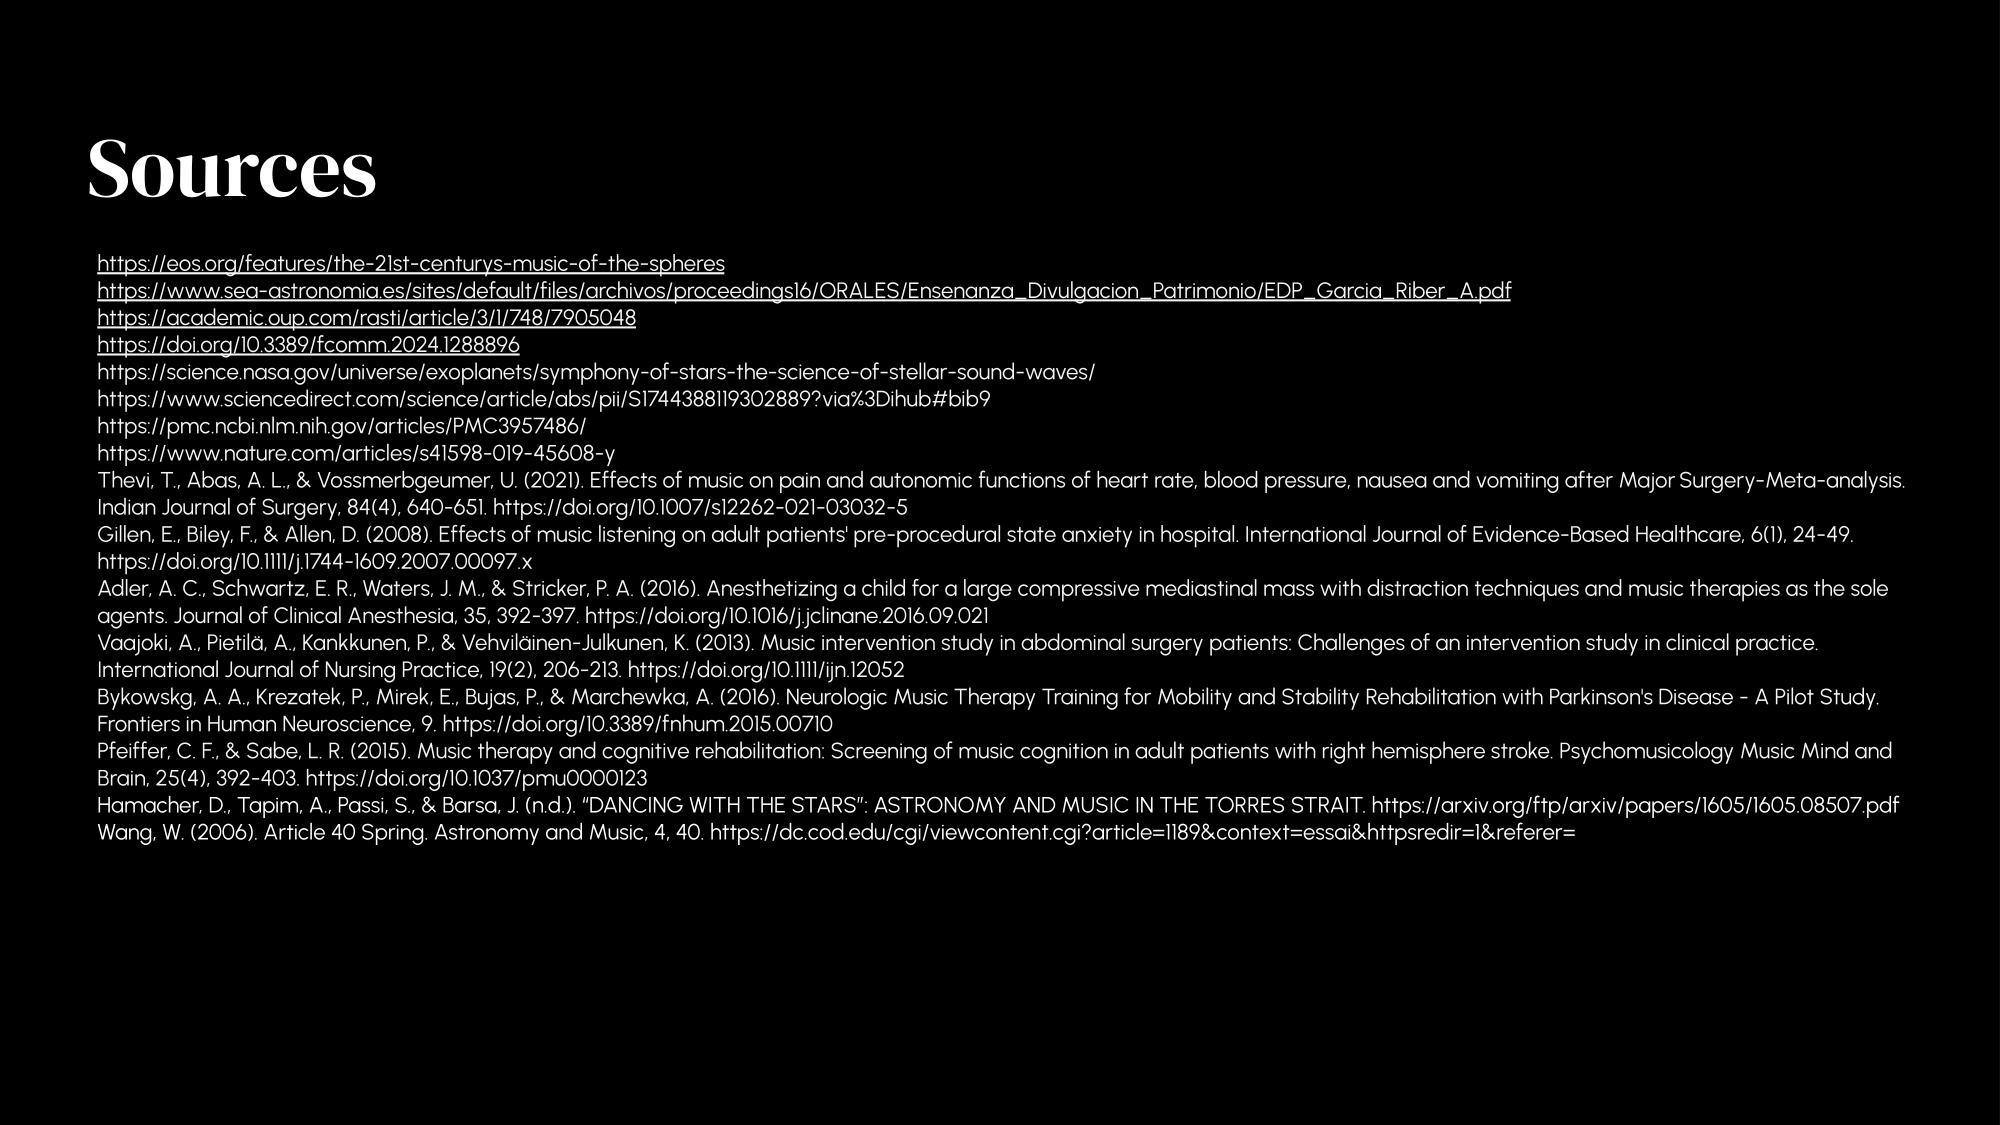 Sources
https://eos.org/features/the-21st-centurys-music-of-the-spheres
https://www.sea-astronomia.es/sites/default/files/archivos/proceedings16/ORALES/Ensenanza_Divulgacion_Patrimonio/EDP_Garcia_Riber_A.pdf
https://academic.oup.com/rasti/article/3/1/748/7905048
https://doi.org/10.3389/fcomm.2024.1288896
https://science.nasa.gov/universe/exoplanets/symphony-of-stars-the-science-of-stellar-sound-waves/
https://www.sciencedirect.com/science/article/abs/pii/S1744388119302889?via%3Dihub#bib9
https://pmc.ncbi.nlm.nih.gov/articles/PMC3957486/
https://www.nature.com/articles/s41598-019-45608-y
Thevi, T., Abas, A. L., & Vossmerbgeumer, U. (2021). Effects of music on pain and autonomic functions of heart rate, blood pressure, nausea and vomiting after Major Surgery-Meta-analysis.
Indian Journal of Surgery, 84(4), 640-651. https://doi.org/10.1007/s12262-021-03032-5
Gillen, E., Biley, F., & Allen, D. (2008). Effects of music listening on adult patients' pre-procedural state anxiety in hospital. International Journal of Evidence-Based Healthcare, 6(1), 24-49.
https://doi.org/10.1111/j.1744-1609.2007.00097.x
Adler, A. C., Schwartz, E. R., Waters, J. M., & Stricker, P. A. (2016). Anesthetizing a child for a large compressive mediastinal mass with distraction techniques and music therapies as the sole
agents. Journal of Clinical Anesthesia, 35, 392-397. https://doi.org/10.1016/j.jclinane.2016.09.021
Vaajoki, A., Pietilä, A., Kankkunen, P., & Vehviläinen-Julkunen, K. (2013). Music intervention study in abdominal surgery patients: Challenges of an intervention study in clinical practice.
International Journal of Nursing Practice, 19(2), 206-213. https://doi.org/10.1111/ijn.12052
Bykowskg, A. A., Krezatek, P., Mirek, E., Bujas, P., & Marchewka, A. (2016). Neurologic Music Therapy Training for Mobility and Stability Rehabilitation with Parkinson's Disease - A Pilot Study.
Frontiers in Human Neuroscience, 9. https://doi.org/10.3389/fnhum.2015.00710
Pfeiffer, C. F., & Sabe, L. R. (2015). Music therapy and cognitive rehabilitation: Screening of music cognition in adult patients with right hemisphere stroke. Psychomusicology Music Mind and
Brain, 25(4), 392-403. https://doi.org/10.1037/pmu0000123
Hamacher, D., Tapim, A., Passi, S., & Barsa, J. (n.d.). “DANCING WITH THE STARS”: ASTRONOMY AND MUSIC IN THE TORRES STRAIT. https://arxiv.org/ftp/arxiv/papers/1605/1605.08507.pdf
Wang, W. (2006). Article 40 Spring. Astronomy and Music, 4, 40. https://dc.cod.edu/cgi/viewcontent.cgi?article=1189&context=essai&httpsredir=1&referer=